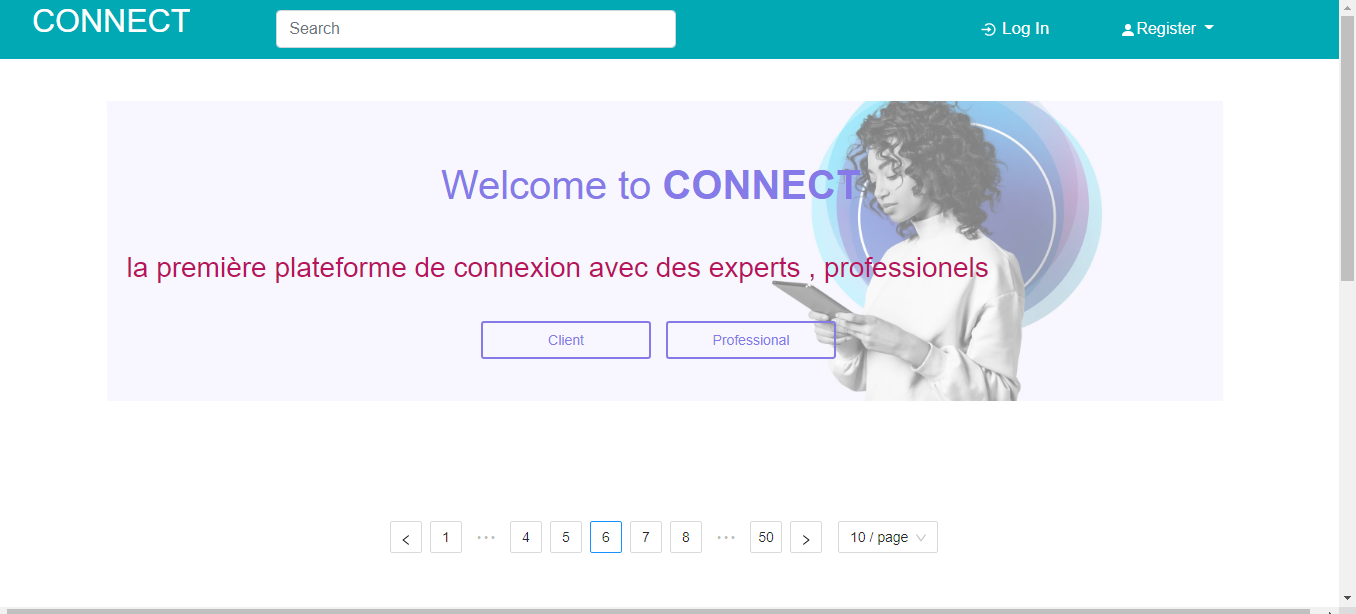 CONNECT
Search
Log In
Register
Welcome to CONNECT
la première plateforme de connexion avec des experts , professionels
Client
Professional
< 1 ••• 4 5 6 7 8 ••• 50 > 10 / page